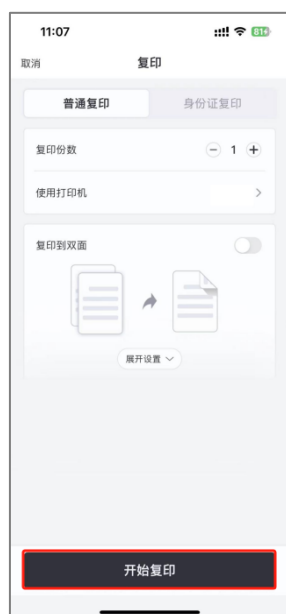 11:07
81
取消
复印
普通复印
身份证复印
复印份数
1
使用打印机
复印到双面
展开设置
开始复印